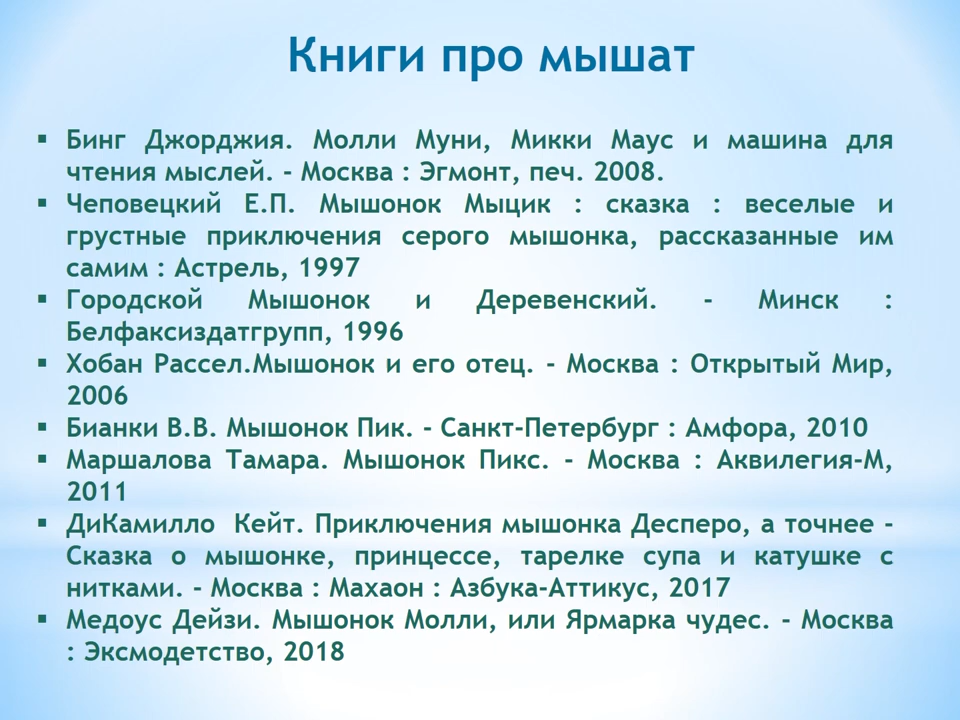 Книги про мышат
▪ Бинг Джорджия. Молли Муни, Микки Маус и машина для
чтения мыслей. - Москва : Эгмонт, печ. 2008.
▪ Чеповецкий Е.П. Мышонок Мыцик : сказка : веселые и
грустные приключения серого мышонка, рассказанные им
самим : Астрель, 1997
▪ Городской Мышонок и Деревенский. - Минск :
Белфаксиздатгрупп, 1996
▪ Хобан Рассел.Мышонок и его отец. - Москва : Открытый Мир,
2006
▪ Бианки В.В. Мышонок Пик. - Санкт-Петербург : Амфора, 2010
▪ Маршалова Тамара. Мышонок Пикс. - Москва : Аквилегия-М,
2011
▪ ДиКамилло Кейт. Приключения мышонка Десперо, а точнее -
Сказка о мышонке, принцессе, тарелке супа и катушке с
нитками. - Москва : Махаон : Азбука-Аттикус, 2017
▪ Медоус Дейзи. Мышонок Молли, или Ярмарка чудес. - Москва
: Эксмодетство, 2018